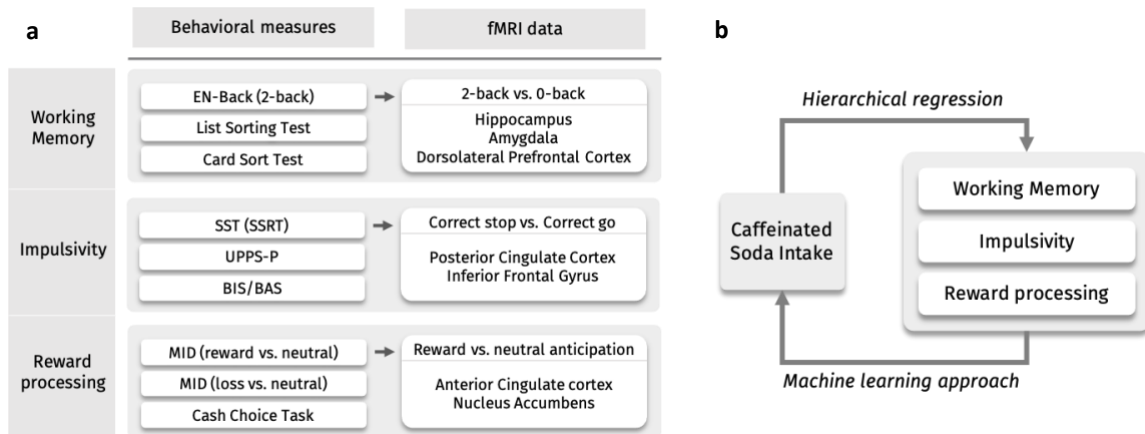 a
Behavioral measures
fMRI data
Working
Memory
EN-Back (2-back)
List Sorting Test
Card Sort Test
2-back vs. 0-back
Hippocampus
Amygdala
Dorsolateral Prefrontal Cortex
Impulsivity
SST (SSRT)
UPPS-P
BIS/BAS
Correct stop vs. Correct go
Posterior Cingulate Cortex
Inferior Frontal Gyrus
Reward
processing
MID (reward vs. neutral)
MID (loss vs. neutral)
Cash Choice Task
Reward vs. neutral anticipation
Anterior Cingulate cortex
Nucleus Accumbens
b
Hierarchical regression
Caffeinated
Soda Intake
Working Memory
Impulsivity
Reward processing
Machine learning approach